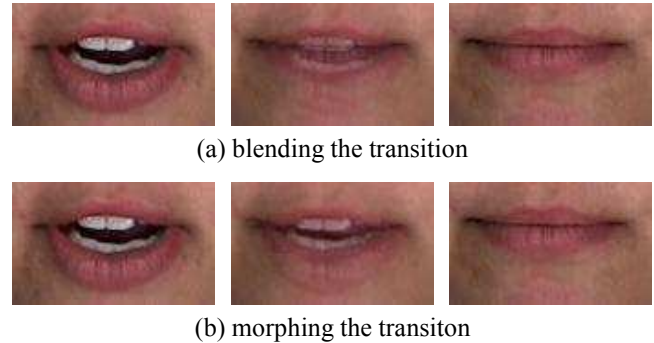 (a) blending the transition
(b) morphing the transiton